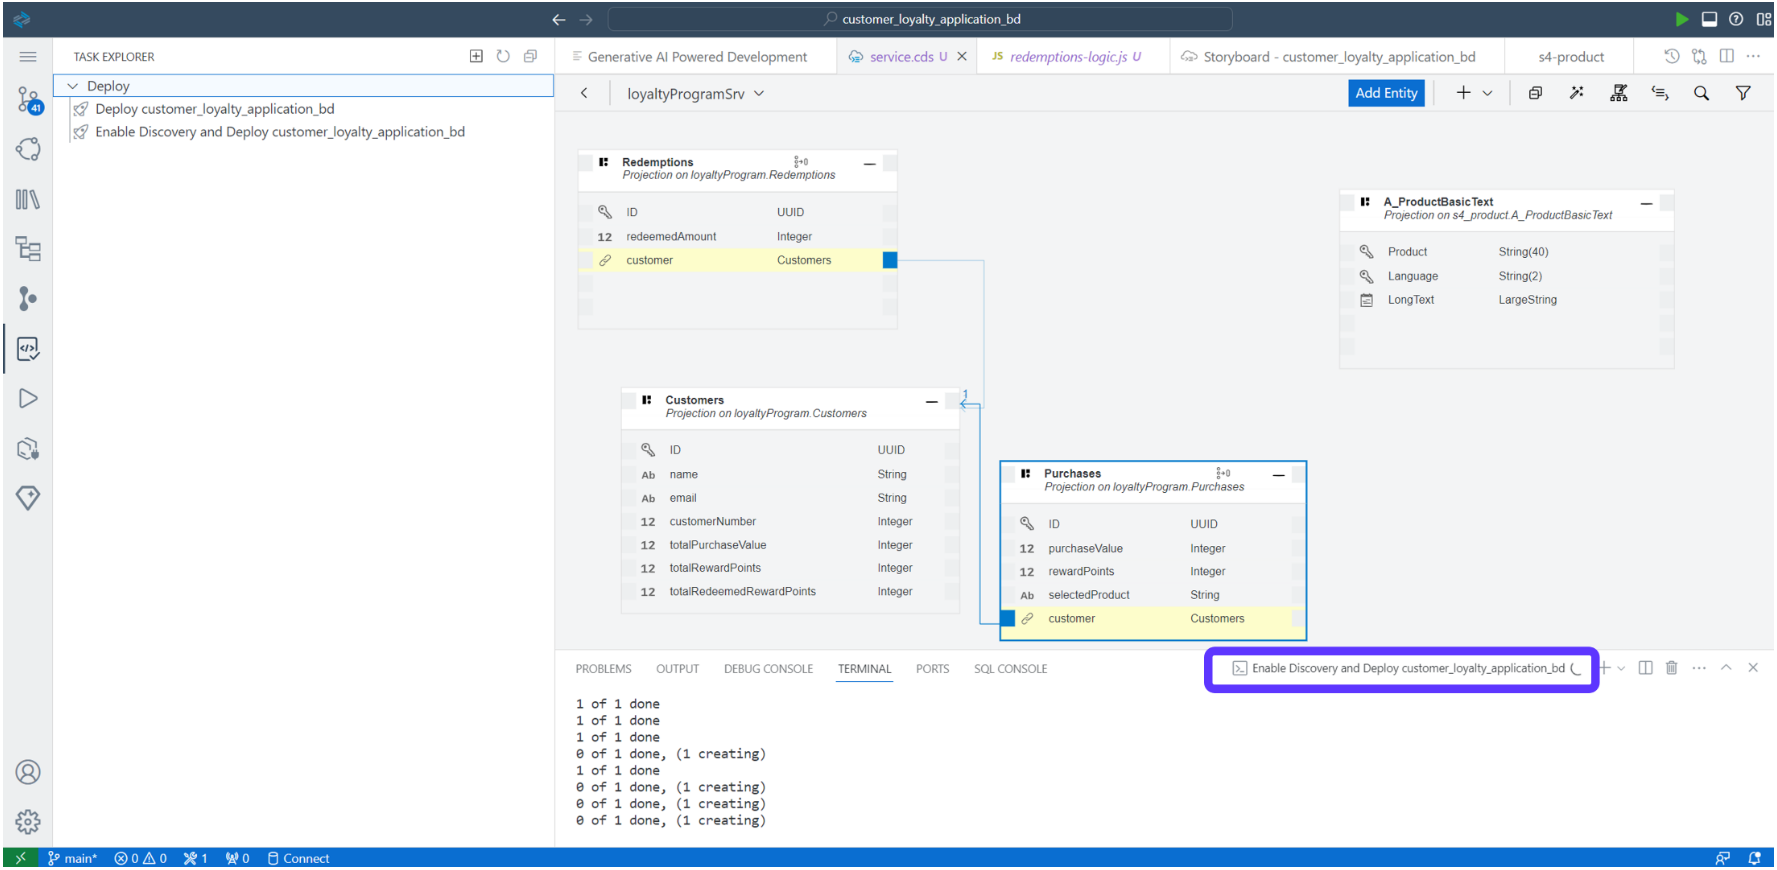 customer_loyalty_application_bd
TASK EXPLORER
Generative AI Powered Development
service.cds U
JS redemptions-logic.js U
Storyboard - customer_loyalty_application_bd
s4-product
Deploy
Deploy customer_loyalty_application_bd
Enable Discovery and Deploy customer_loyalty_application_bd
41
loyaltyProgramSrv
Add Entity
Redemptions
Projection on loyaltyProgram.Redemptions
ID UUID
12 redeemedAmount Integer
customer Customers
A_ProductBasicText
Projection on s4_product.A_ProductBasicText
Product String(40)
Language String(2)
LongText LargeString
Customers
Projection on loyaltyProgram.Customers
1
ID UUID
Ab name String
Ab email String
12 customerNumber Integer
12 totalPurchaseValue Integer
12 totalRewardPoints Integer
12 totalRedeemedRewardPoints Integer
Purchases
Projection on loyaltyProgram.Purchases
ID UUID
12 purchaseValue Integer
12 rewardPoints Integer
Ab selectedProduct String
customer Customers
PROBLEMS OUTPUT DEBUG CONSOLE TERMINAL PORTS SQL CONSOLE
Enable Discovery and Deploy customer_loyalty_application_bd
1 of 1 done
1 of 1 done
1 of 1 done
0 of 1 done, (1 creating)
1 of 1 done
0 of 1 done, (1 creating)
0 of 1 done, (1 creating)
0 of 1 done, (1 creating)
main* 0 0 1 0 Connect